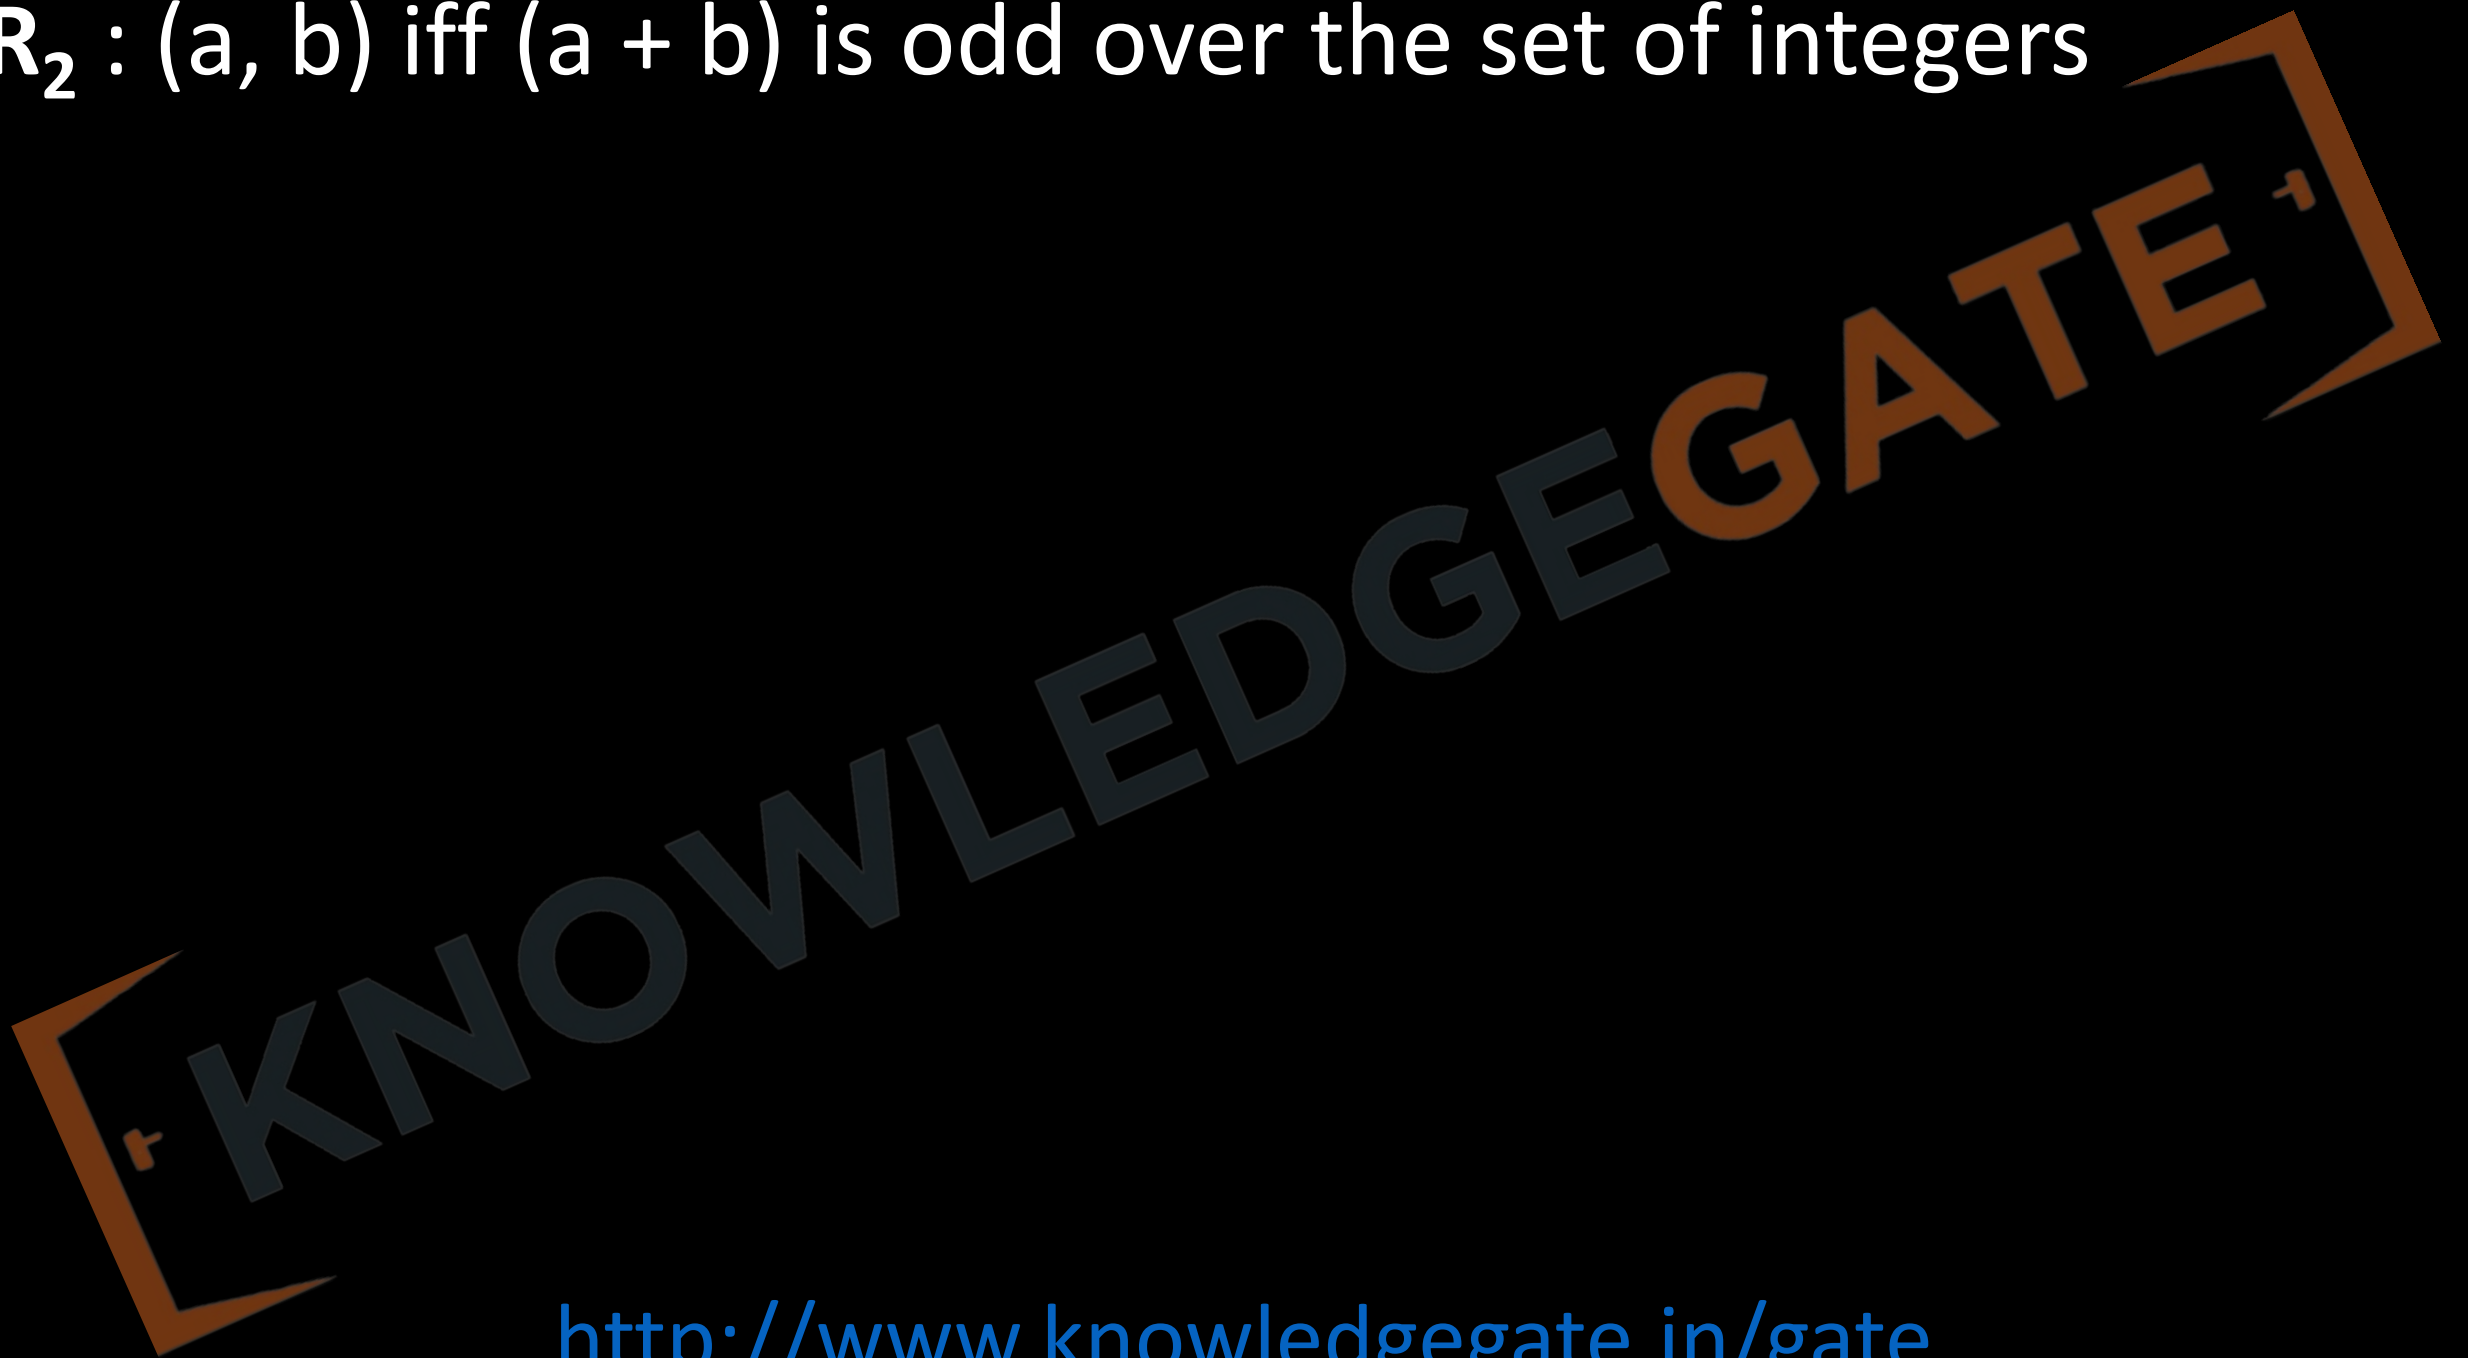 R₂ : (a, b) iff (a + b) is odd over the set of integers
KNOWLEDGEGATE
http://www.knowledgegate.in/gate